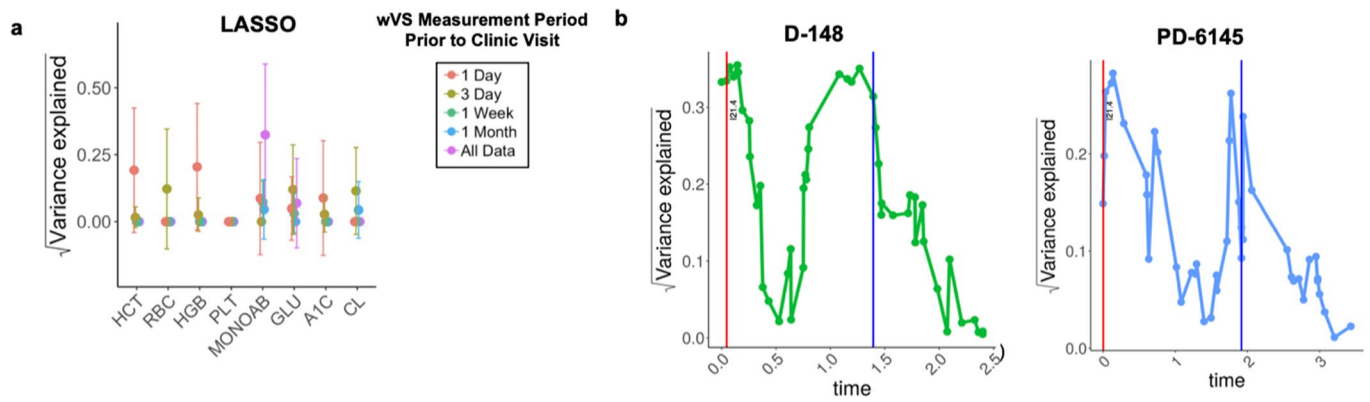 a
LASSO
√Variance explained
0.50
0.25
0.00
HCT
RBC
HGB
PLT
MONOAB
GLU
A1C
CL
wVS Measurement Period
Prior to Clinic Visit
1 Day
3 Day
1 Week
1 Month
All Data
b
D-148
√Variance explained
0.3
0.2
0.1
0.0
I21.4
0.0
0.5
1.0
1.5
2.0
2.5
)
time
PD-6145
√Variance explained
0.2
0.1
0.0
I21.4
0
1
2
3
time